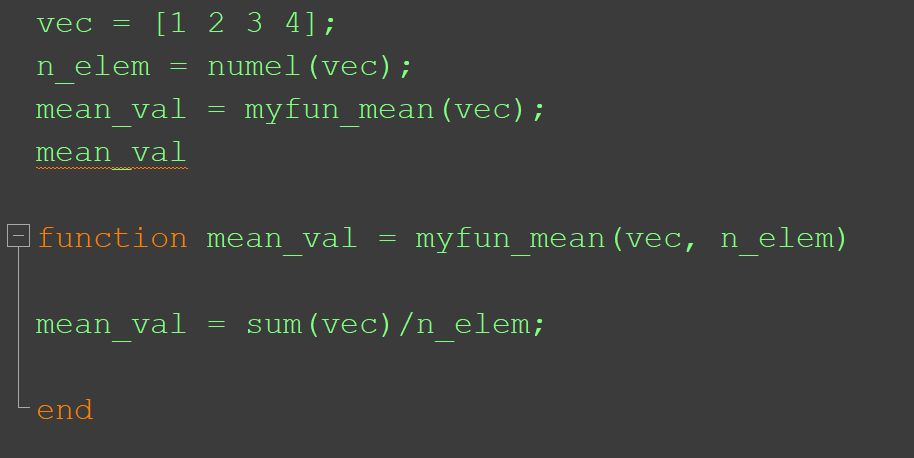 vec = [1 2 3 4];
n_elem = numel(vec);
mean_val = myfun_mean(vec);
mean_val
function mean_val = myfun_mean(vec, n_elem)
mean_val = sum(vec)/n_elem;
end